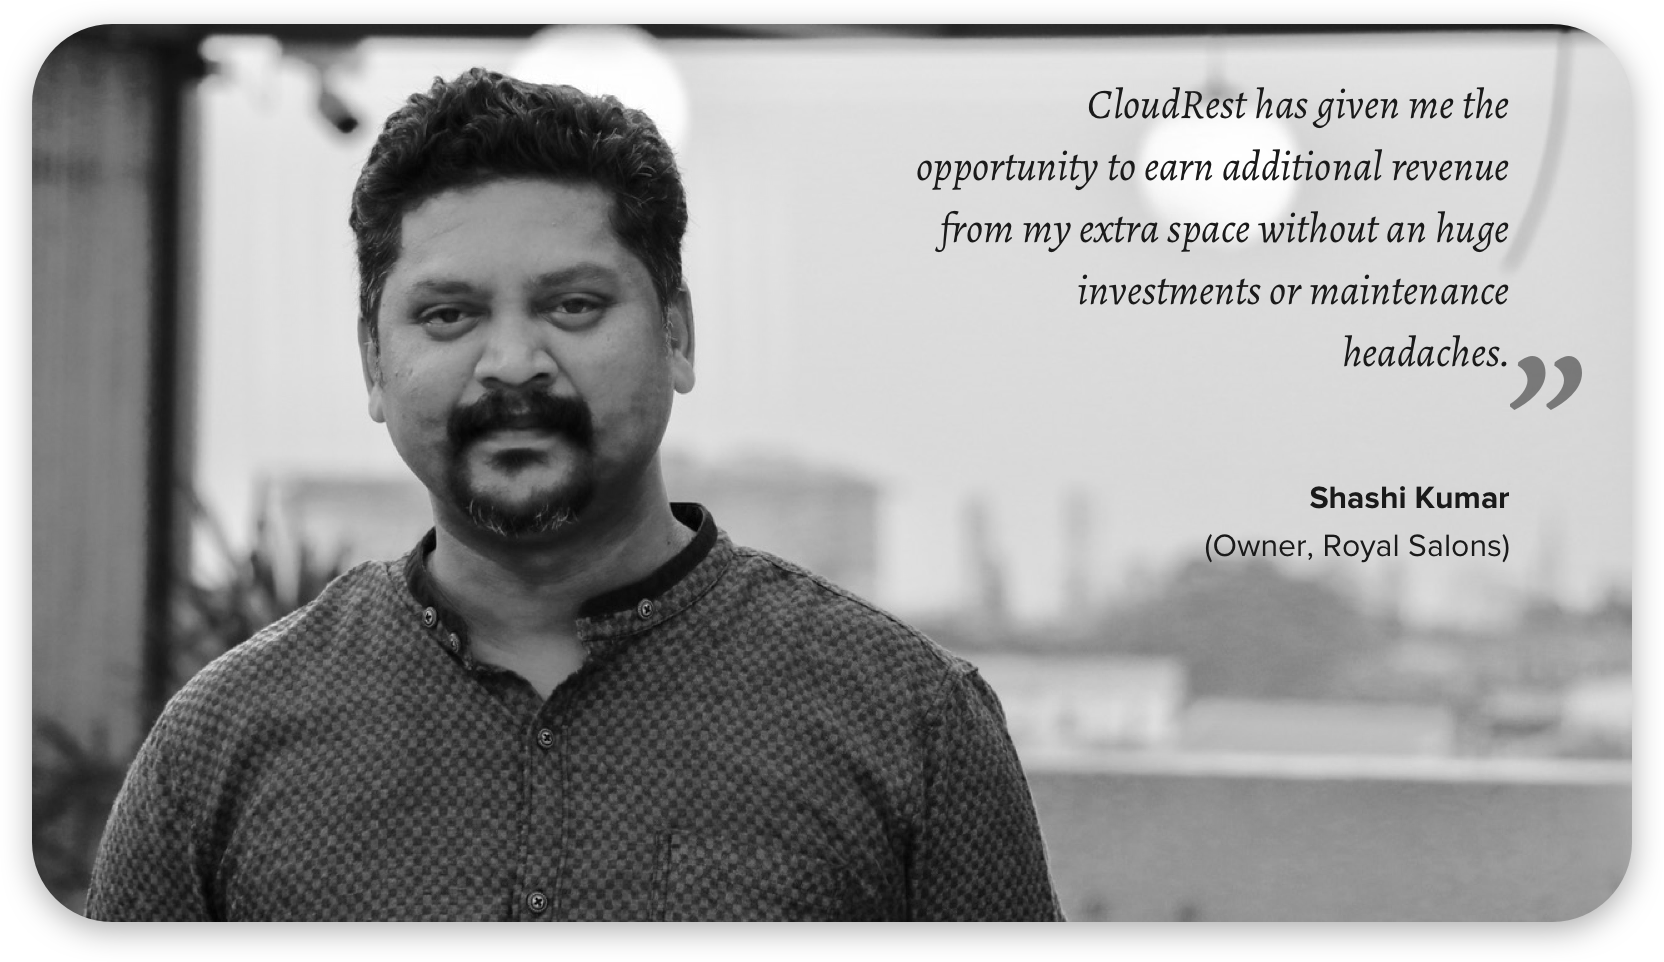 CloudRest has given me the
opportunity to earn additional revenue
from my extra space without an huge
investments or maintenance
headaches.”
Shashi Kumar
(Owner, Royal Salons)